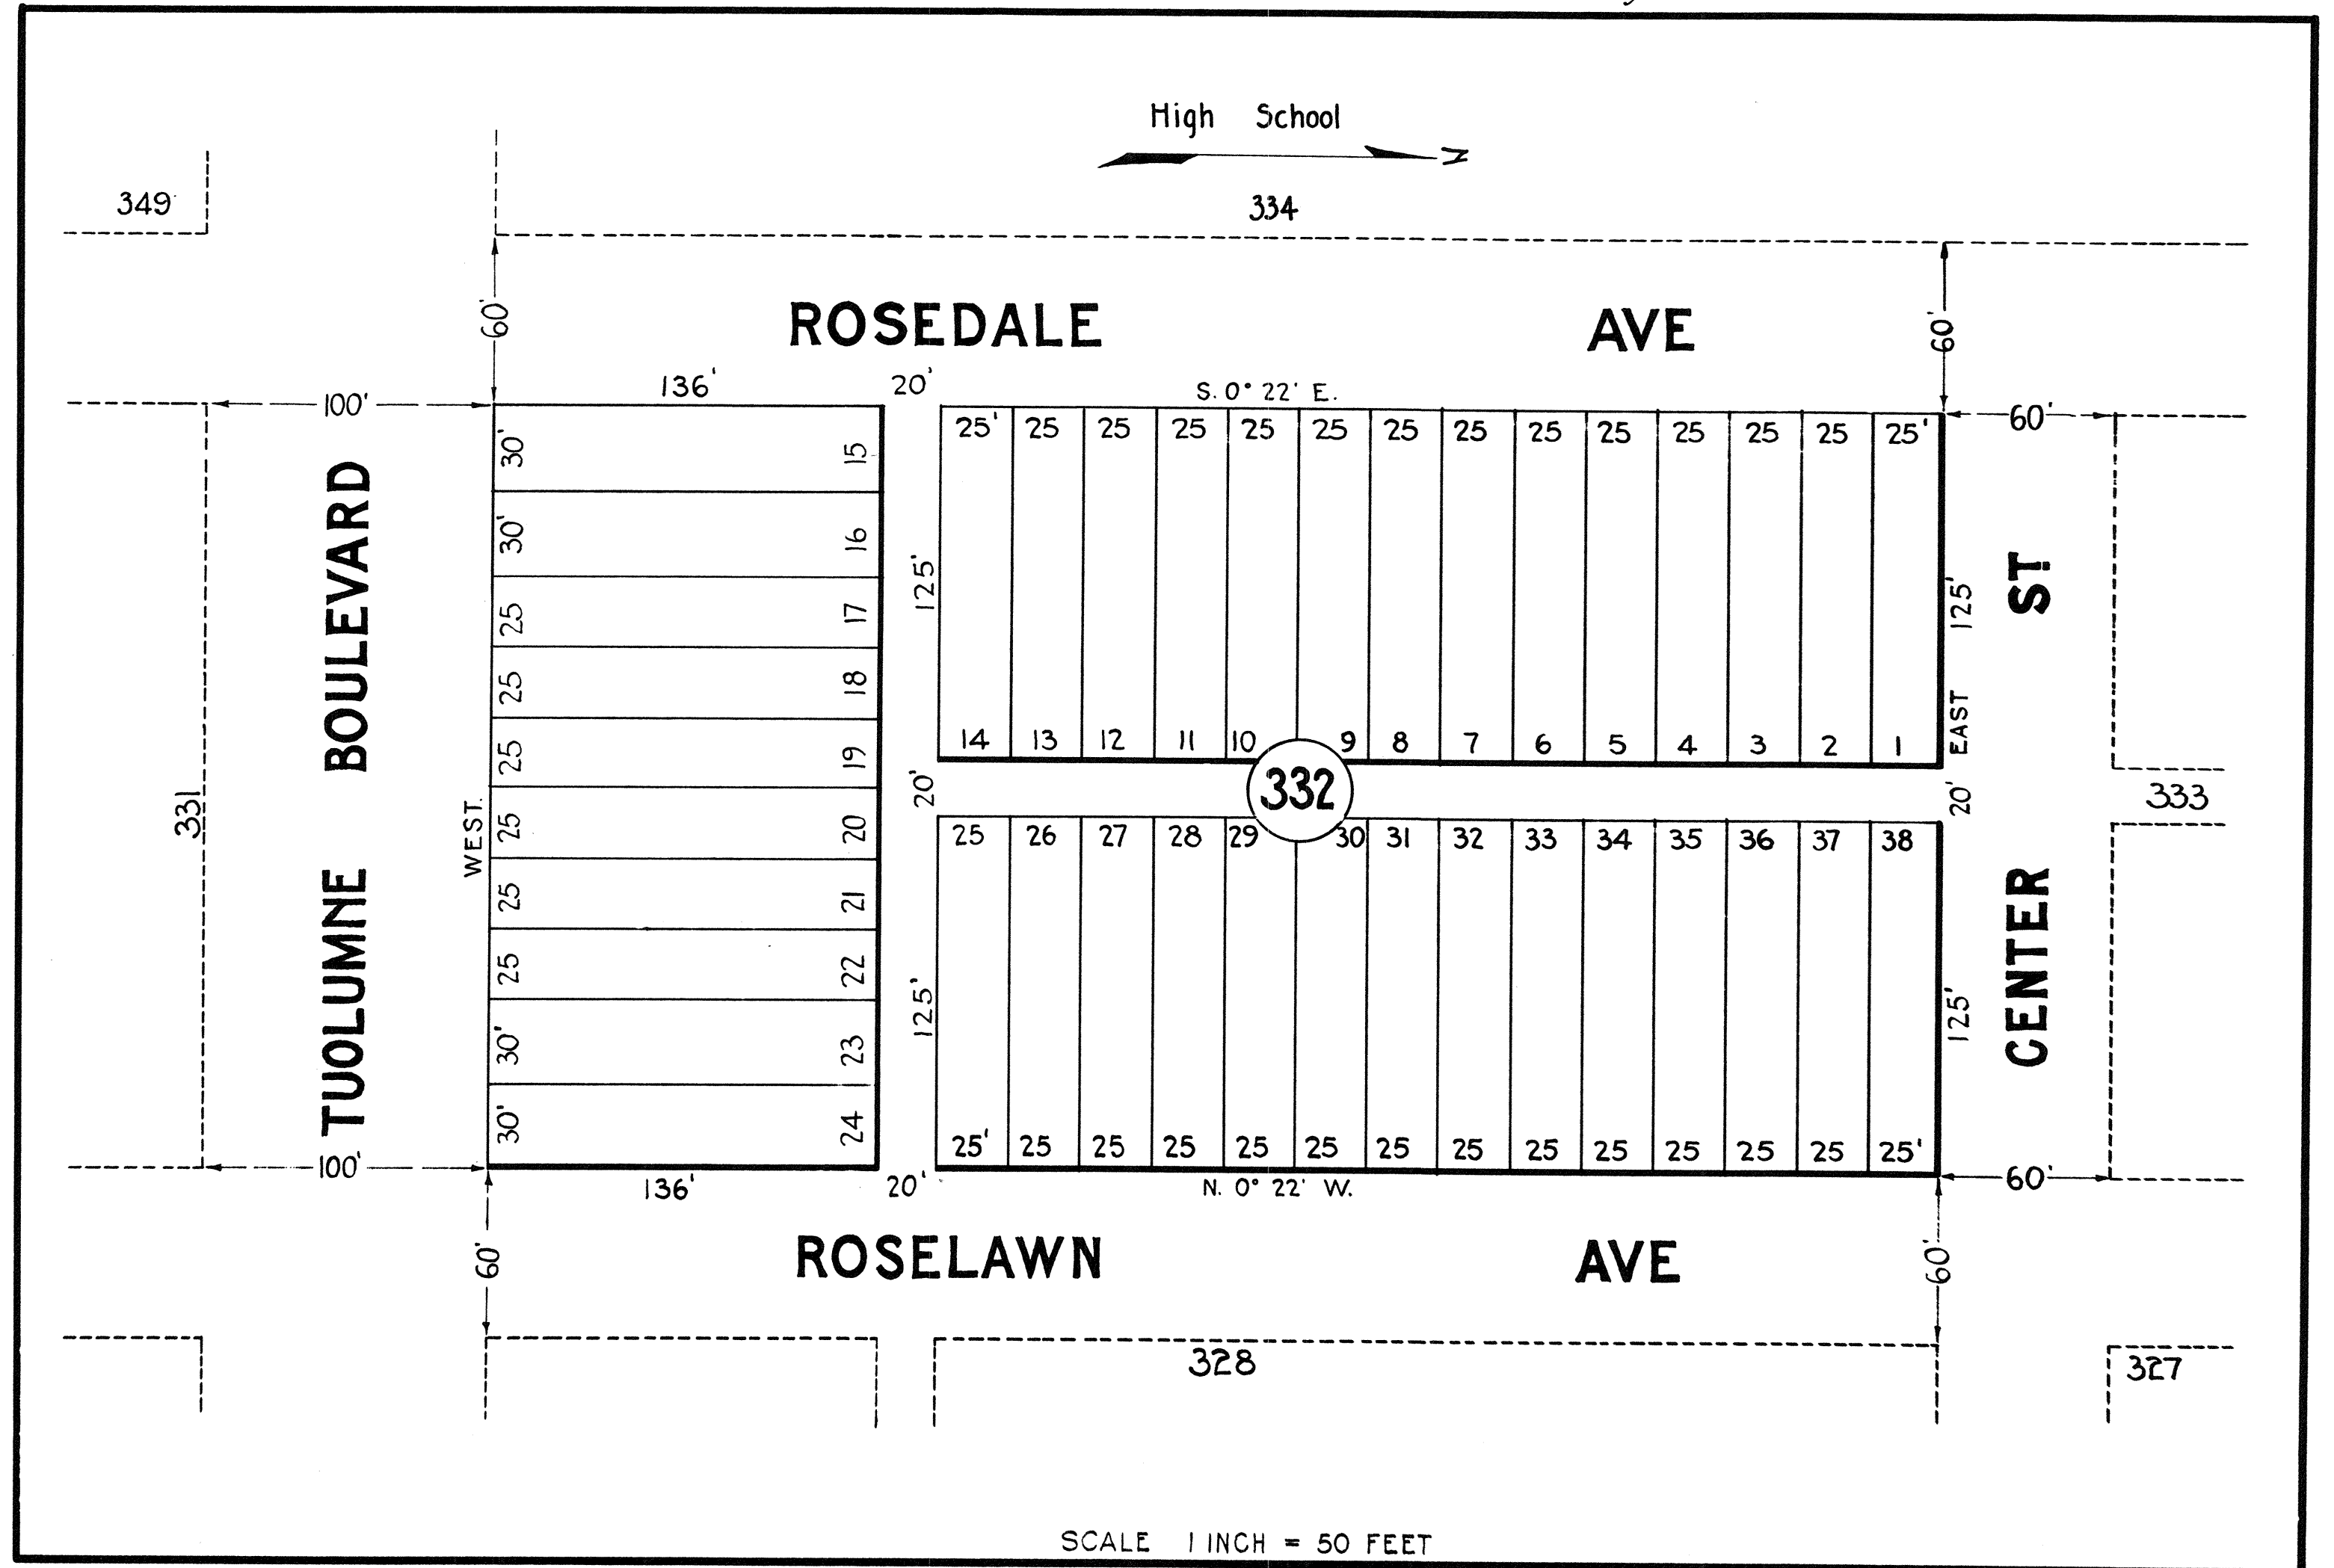 High School
N
349
334
60'
ROSEDALE AVE
60'
136'
20'
S. 0° 22' E.
100'
60'
25' 25 25 25 25 25 25 25 25 25 25 25 25 25'
30' 15
30' 16
25 17
25 18
25 19
25 20
25 21
25 22
30' 23
30' 24
TUOLUMNE BOULEVARD
331
WEST.
125'
20'
125'
14 13 12 11 10 9 8 7 6 5 4 3 2 1
332
25 26 27 28 29 30 31 32 33 34 35 36 37 38
125'
EAST
20'
125'
CENTER ST
333
25' 25 25 25 25 25 25 25 25 25 25 25 25 25'
100'
60'
136'
20'
N. 0° 22' W.
60'
ROSELAWN AVE
60'
328
327
SCALE 1 INCH = 50 FEET